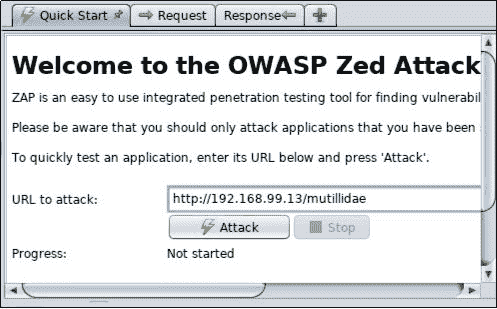 Quick Start Request Response
Welcome to the OWASP Zed Attack
ZAP is an easy to use integrated penetration testing tool for finding vulnerabil
Please be aware that you should only attack applications that you have been
To quickly test an application, enter its URL below and press 'Attack'.
URL to attack: http://192.168.99.13/mutillidae
Attack Stop
Progress: Not started